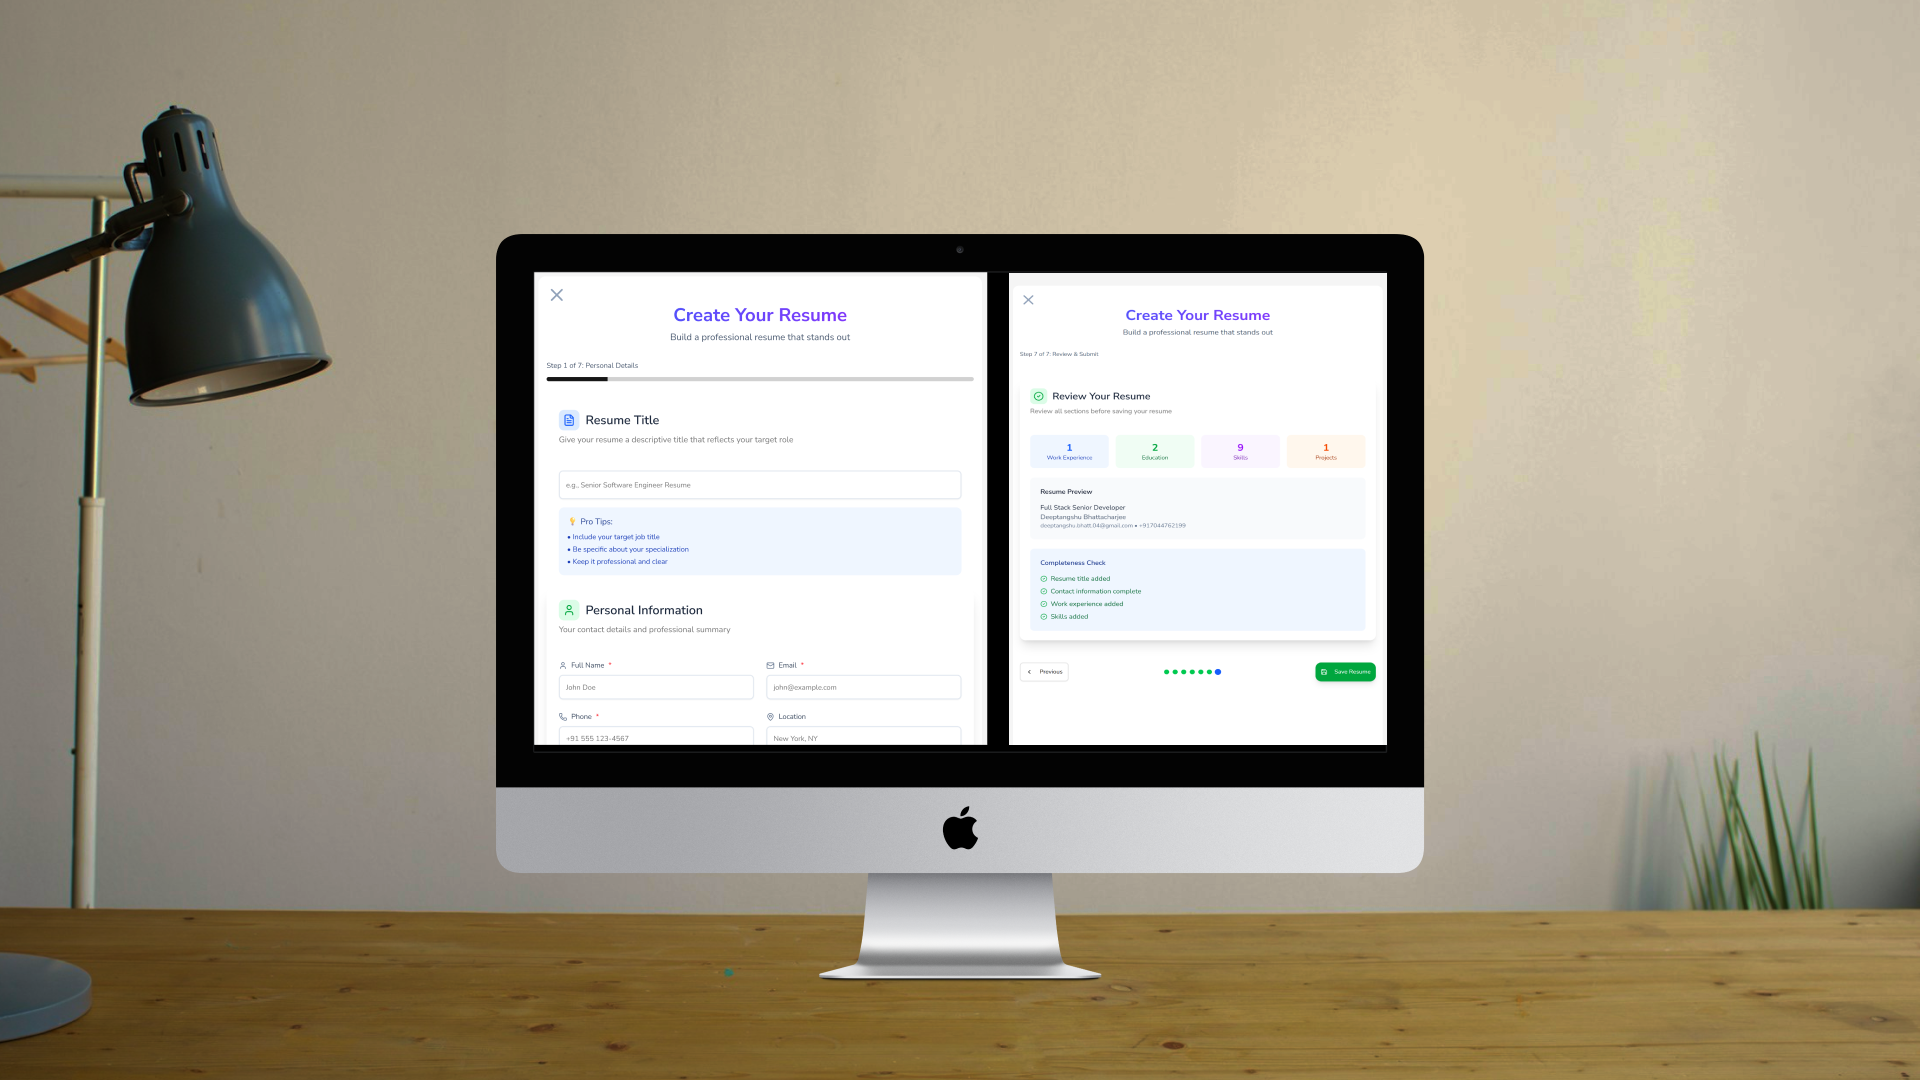 Create Your Resume
Build a professional resume that stands out
Step 1 of 7: Personal Details
Resume Title
Give your resume a descriptive title that reflects your target role
e.g., Senior Software Engineer Resume
Pro Tips:
• Include your target job title
• Be specific about your specialization
• Keep it professional and clear
Personal Information
Your contact details and professional summary
Full Name *
Email *
John Doe
john@example.com
Phone *
Location
+91 555 123-4567
New York, NY
Create Your Resume
Build a professional resume that stands out
Step 7 of 7: Review & Submit
Review Your Resume
Review all sections before saving your resume
1 2 9 1
Work Experience Education Skills Projects
Resume Preview
Full Stack Senior Developer
Deeptangshu Bhattacharjee
deeptangshu.bhatt.04@gmail.com • +917044762199
Completeness Check
Resume title added
Contact information complete
Work experience added
Skills added
Previous
Save Resume